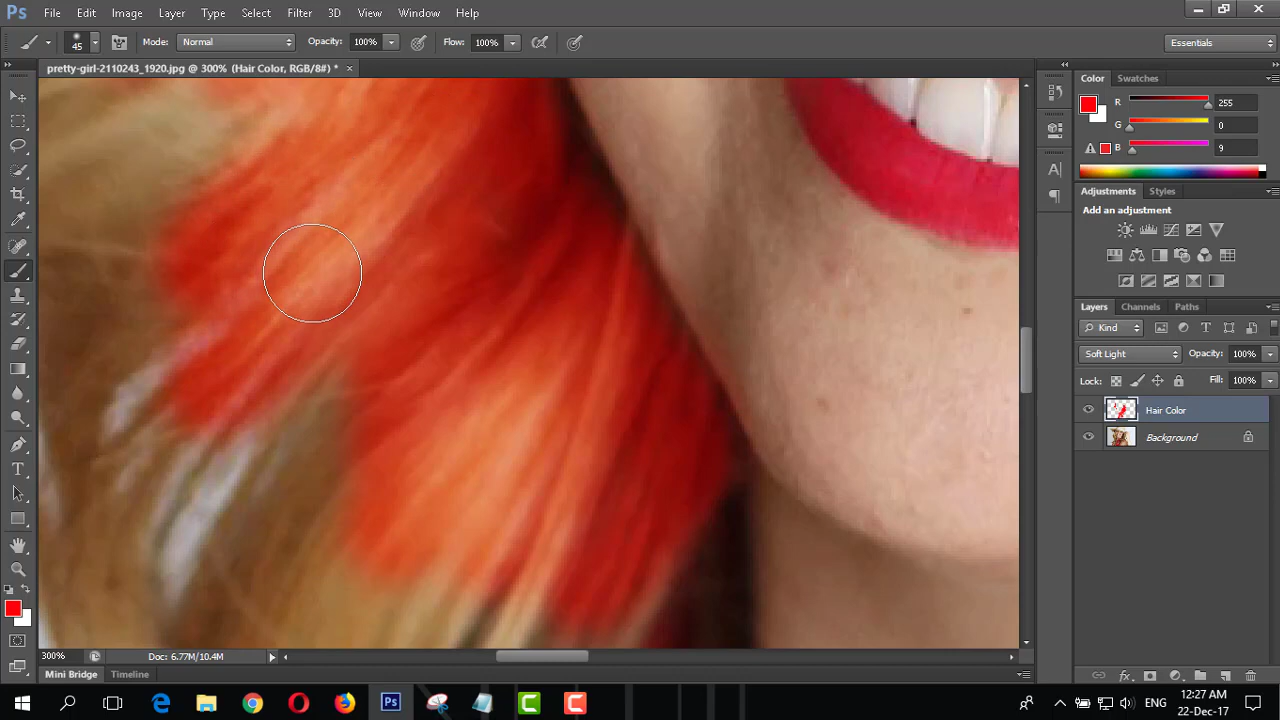 Ps File Edit Image Layer Type Select Filter 3D View Window Help
45 Mode: Normal Opacity: 100% Flow: 100% Essentials
pretty-girl-2110243_1920.jpg @ 300% (Hair Color, RGB/8#) * ×
Color Swatches
R 255
G 0
B 9
Adjustments Styles
Add an adjustment
Layers Channels Paths
Kind
Soft Light Opacity: 100%
Lock: Fill: 100%
Hair Color
Background
300% Doc: 6.77M/10.4M
Mini Bridge Timeline
Ps ENG 12:27 AM
22-Dec-17